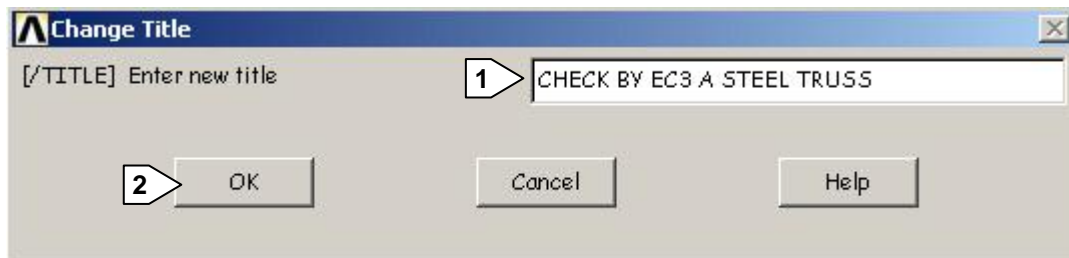 Change Title
[/TITLE] Enter new title
1
CHECK BY EC3 A STEEL TRUSS
2
OK
Cancel
Help